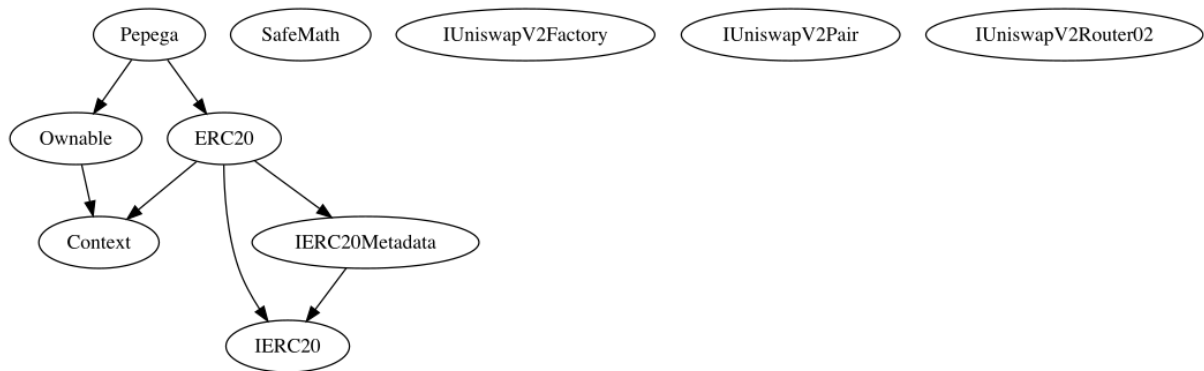 Pepega
SafeMath
IUniswapV2Factory
IUniswapV2Pair
IUniswapV2Router02
Ownable
ERC20
Context
IERC20Metadata
IERC20